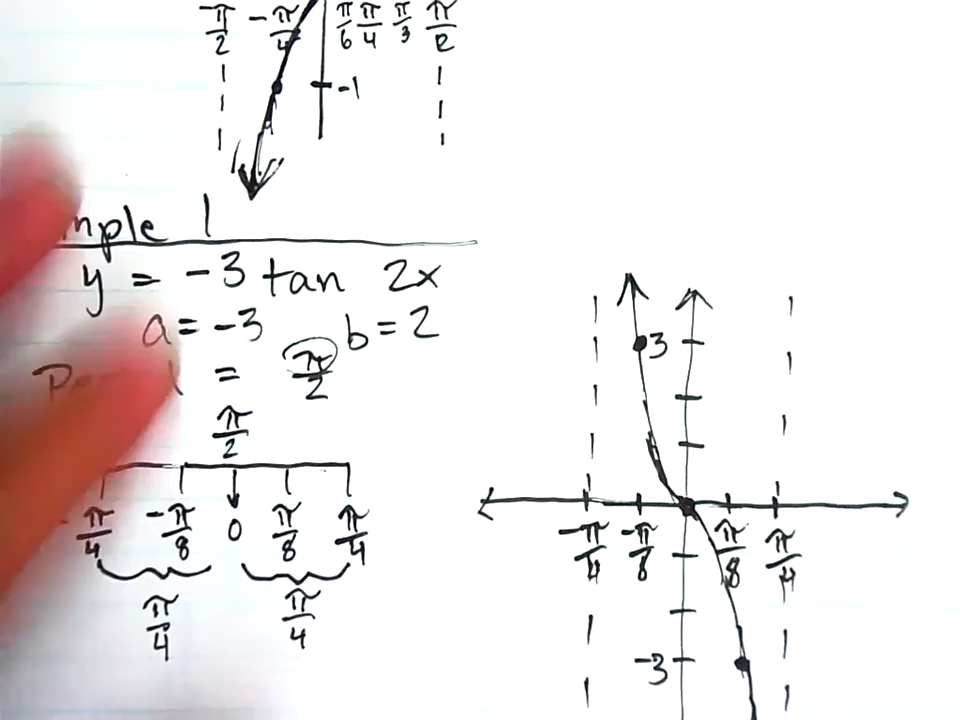 -π/2 -π/4 π/6 π/4 π/3 π/2
-1
mple 1
y = -3 tan 2x
a = -3 b = 2
= π/2
π/2
-π/4 -π/8 0 π/8 π/4
π/4 π/4
3
-π/4 -π/8 π/8 π/4
-3